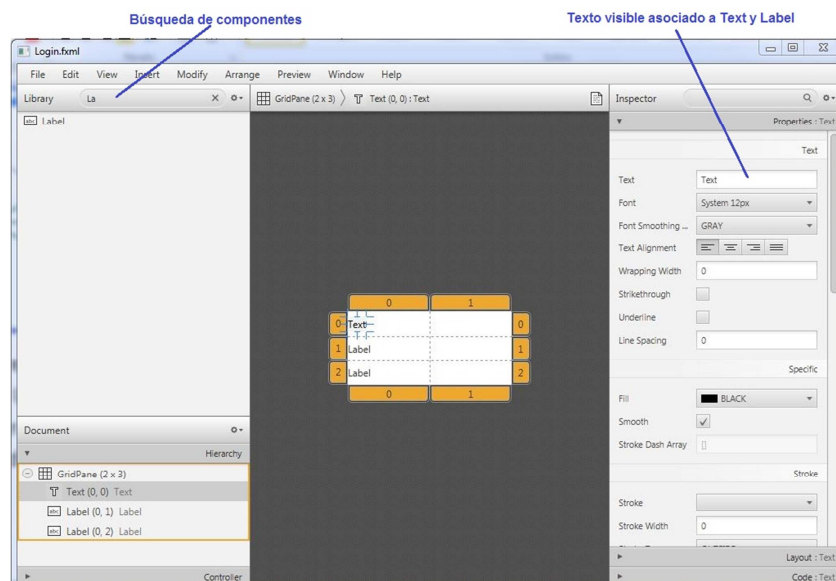 Búsqueda de componentes
Texto visible asociado a Text y Label
Login.fxml
File Edit View Insert Modify Arrange Preview Window Help
Library La GridPane (2 x 3) Text (0, 0) : Text Inspector
Label
Properties : Text
Text
Text Text
Font System 12px
Font Smoothing ... GRAY
Text Alignment
Wrapping Width 0
Strikethrough
Underline
Line Spacing 0
Specific
Fill BLACK
Smooth
Stroke Dash Array []
Stroke
Stroke
Stroke Width 0
0 1
0 Text 0
1 Label 1
2 Label 2
0 1
Document
Hierarchy
GridPane (2 x 3)
Text (0, 0) Text
Label (0, 1) Label
Label (0, 2) Label
Controller
Layout : Text
Code : Text